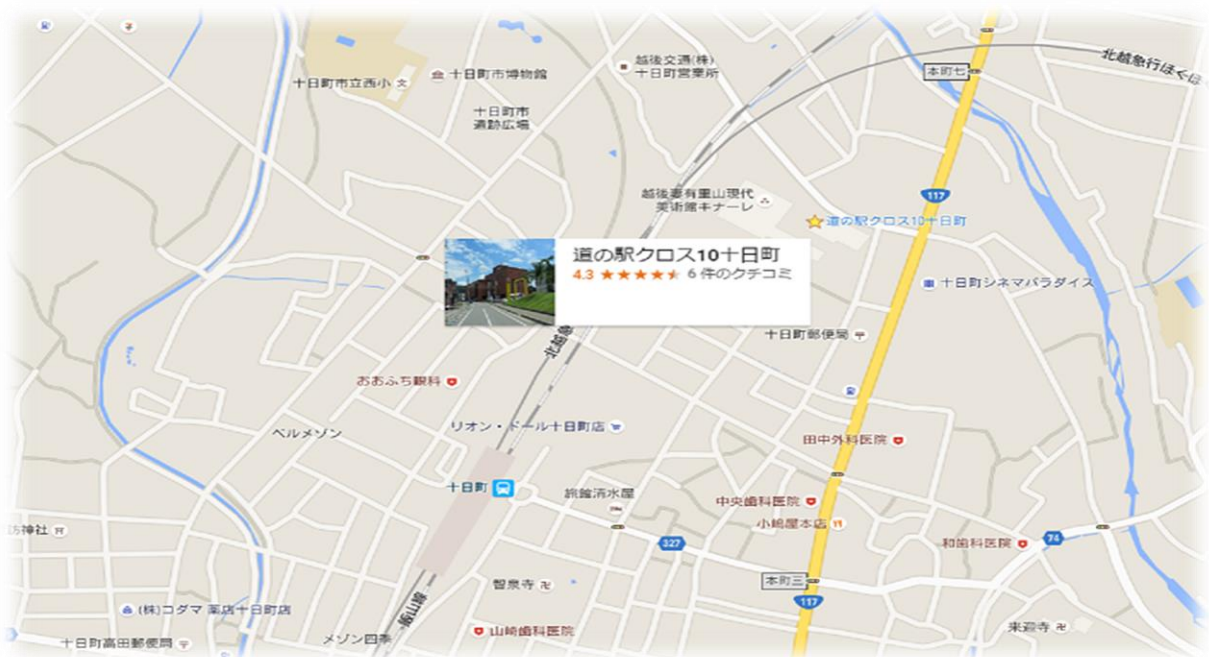 北越急行ほくほ
越後交通(株)
十日町営業所
本町七
十日町市博物館
十日町市立西小
十日町市
遺跡広場
117
越後妻有里山現代
美術館キナーレ
道の駅クロス10十日町
道の駅クロス10十日町
4.3 ★★★★★ 6 件のクチコミ
十日町シネマパラダイス
十日町郵便局
北越急
おおふち眼科
リオン・ドール十日町店
ベルメゾン
田中外科医院
十日町
旅館清水屋
中央歯科医院
小嶋屋本店
訪神社
327
74
和歯科医院
智泉寺
本町三
117
飯山線
(株)コダマ 薬店十日町店
メゾン四季
山崎歯科医院
来迎寺
十日町高田郵便局